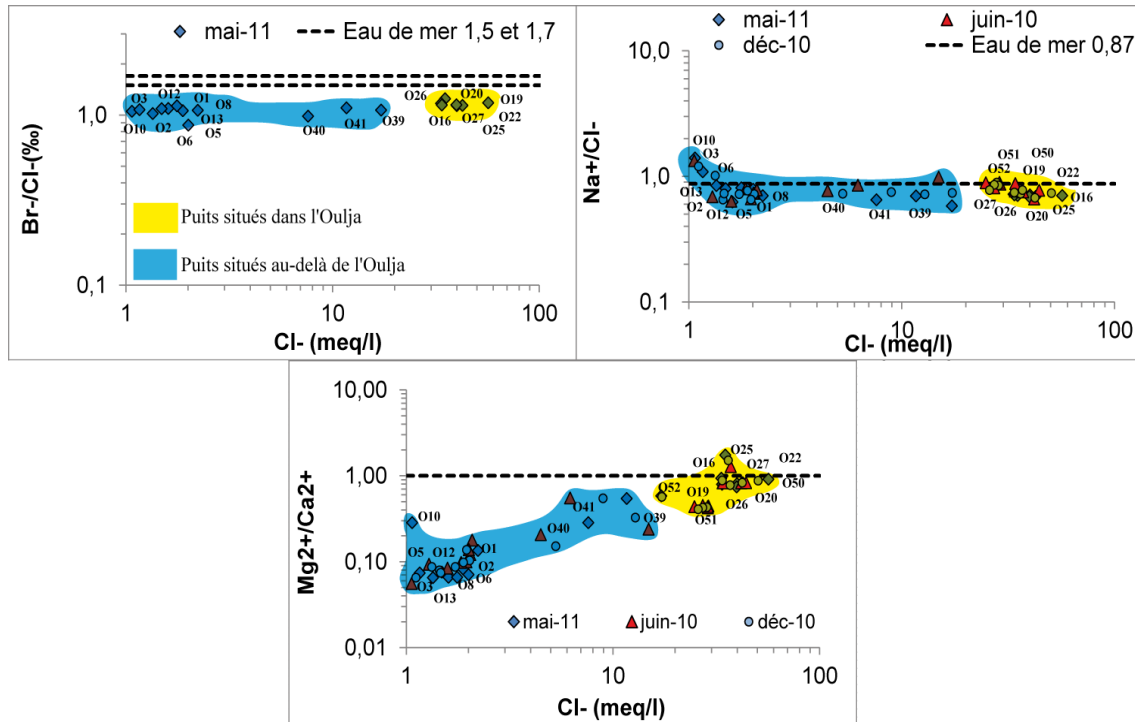 mai-11
Eau de mer 1,5 et 1,7
Br-/Cl-(‰)
1,0
0,1
O3
O12
O1
O8
O10
O2
O13
O6
O5
O40
O41
O39
O26
O20
O19
O16
O27
O22
O25
Puits situés dans l'Oulja
Puits situés au-delà de l'Oulja
1
10
100
Cl- (meq/l)
mai-11
juin-10
déc-10
Eau de mer 0,87
Na+/Cl-
10,0
1,0
0,1
O10
O3
O6
O13
O2
O12
O5
O1
O8
O40
O41
O39
O51
O50
O52
O19
O22
O27
O26
O20
O25
O16
1
10
100
Cl- (meq/l)
Mg2+/Ca2+
10,00
1,00
0,10
0,01
O10
O5
O12
O1
O3
O2
O8
O6
O13
O40
O41
O39
O25
O16
O27
O22
O52
O19
O50
O20
O26
O51
mai-11
juin-10
déc-10
1
10
100
Cl- (meq/l)